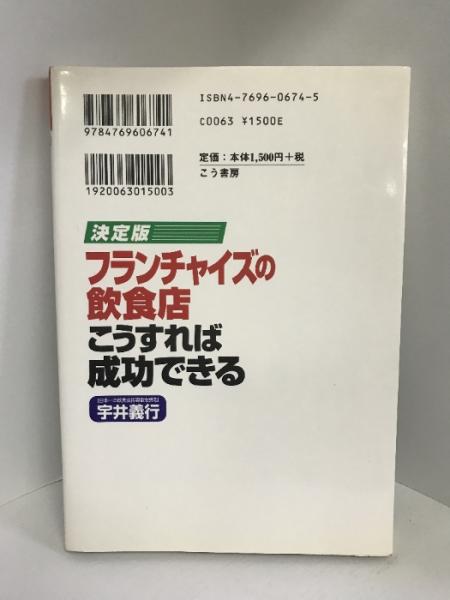 ISBN4-7696-0674-5
9784769606741
C0063 ¥1500E
定価：本体1,500円＋税
こう書房
1920063015003
決定版
フランチャイズの
飲食店
こうすれば
成功できる
宇井義行